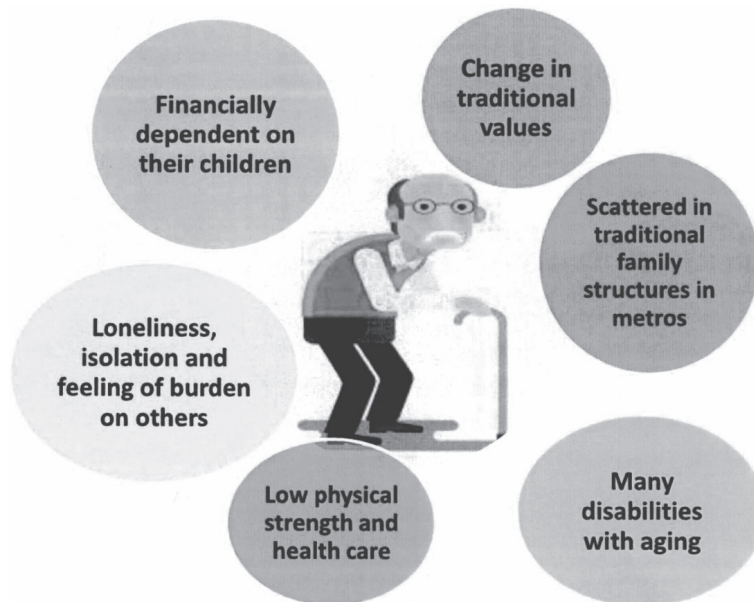 Financially
dependent on
their children
Change in
traditional
values
Scattered in
traditional
family
structures in
metros
Loneliness,
isolation and
feeling of burden
on others
Low physical
strength and
health care
Many
disabilities
with aging